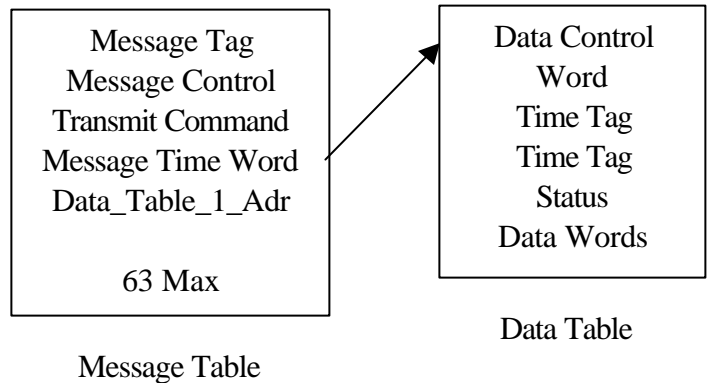 Message Tag
Message Control
Transmit Command
Message Time Word
Data_Table_1_Adr
63 Max
Message Table
Data Control
Word
Time Tag
Time Tag
Status
Data Words
Data Table